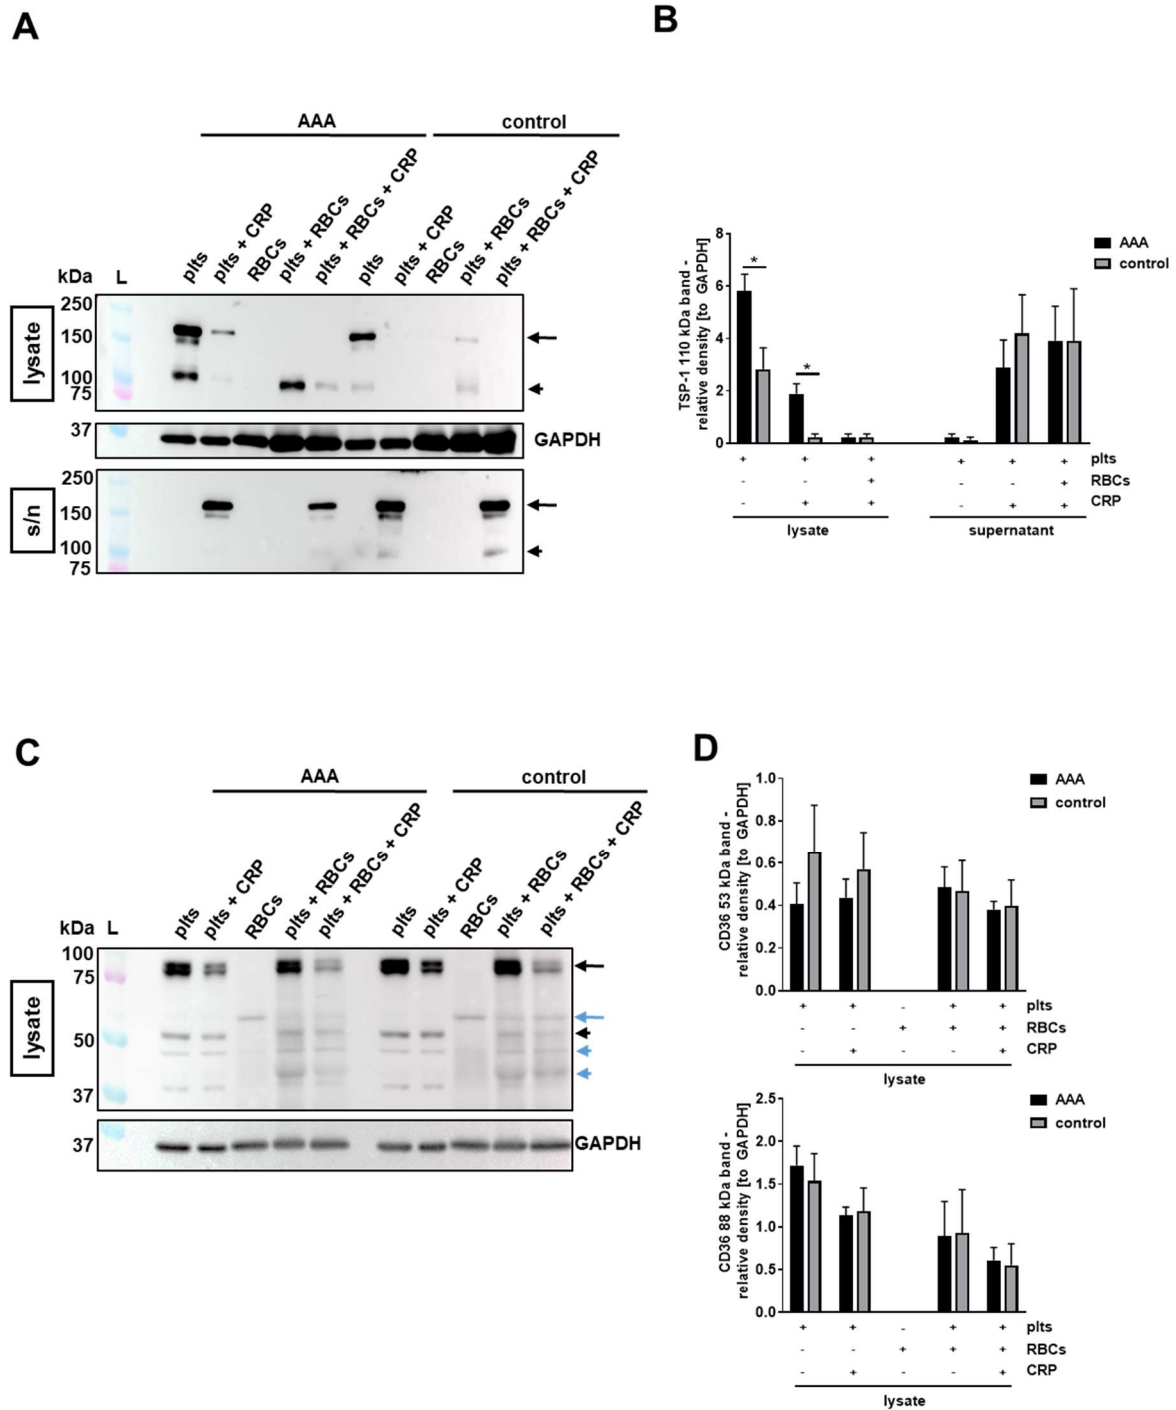 A
AAA
control
plts
plts + CRP
RBCs
plts + RBCs
plts + RBCs + CRP
plts
plts + CRP
RBCs
plts + RBCs
plts + RBCs + CRP
kDa L
lysate
250
150
100
75
37
GAPDH
s/n
250
150
100
75
B
TSP-1 110 kDa band -
relative density [to GAPDH]
8
6
4
2
0
*
*
AAA
control
+ + + + + + plts
- - + - - + RBCs
- + + - + + CRP
lysate
supernatant
C
AAA
control
plts
plts + CRP
RBCs
plts + RBCs
plts + RBCs + CRP
plts
plts + CRP
RBCs
plts + RBCs
plts + RBCs + CRP
kDa L
lysate
100
75
50
37
37
GAPDH
D
CD36 53 kDa band -
relative density [to GAPDH]
1.0
0.8
0.6
0.4
0.2
0.0
AAA
control
+ + - + + plts
- - + + + RBCs
- + - - + CRP
lysate
CD36 88 kDa band -
relative density [to GAPDH]
2.5
2.0
1.5
1.0
0.5
0.0
AAA
control
+ + - + + plts
- - + + + RBCs
- + - - + CRP
lysate